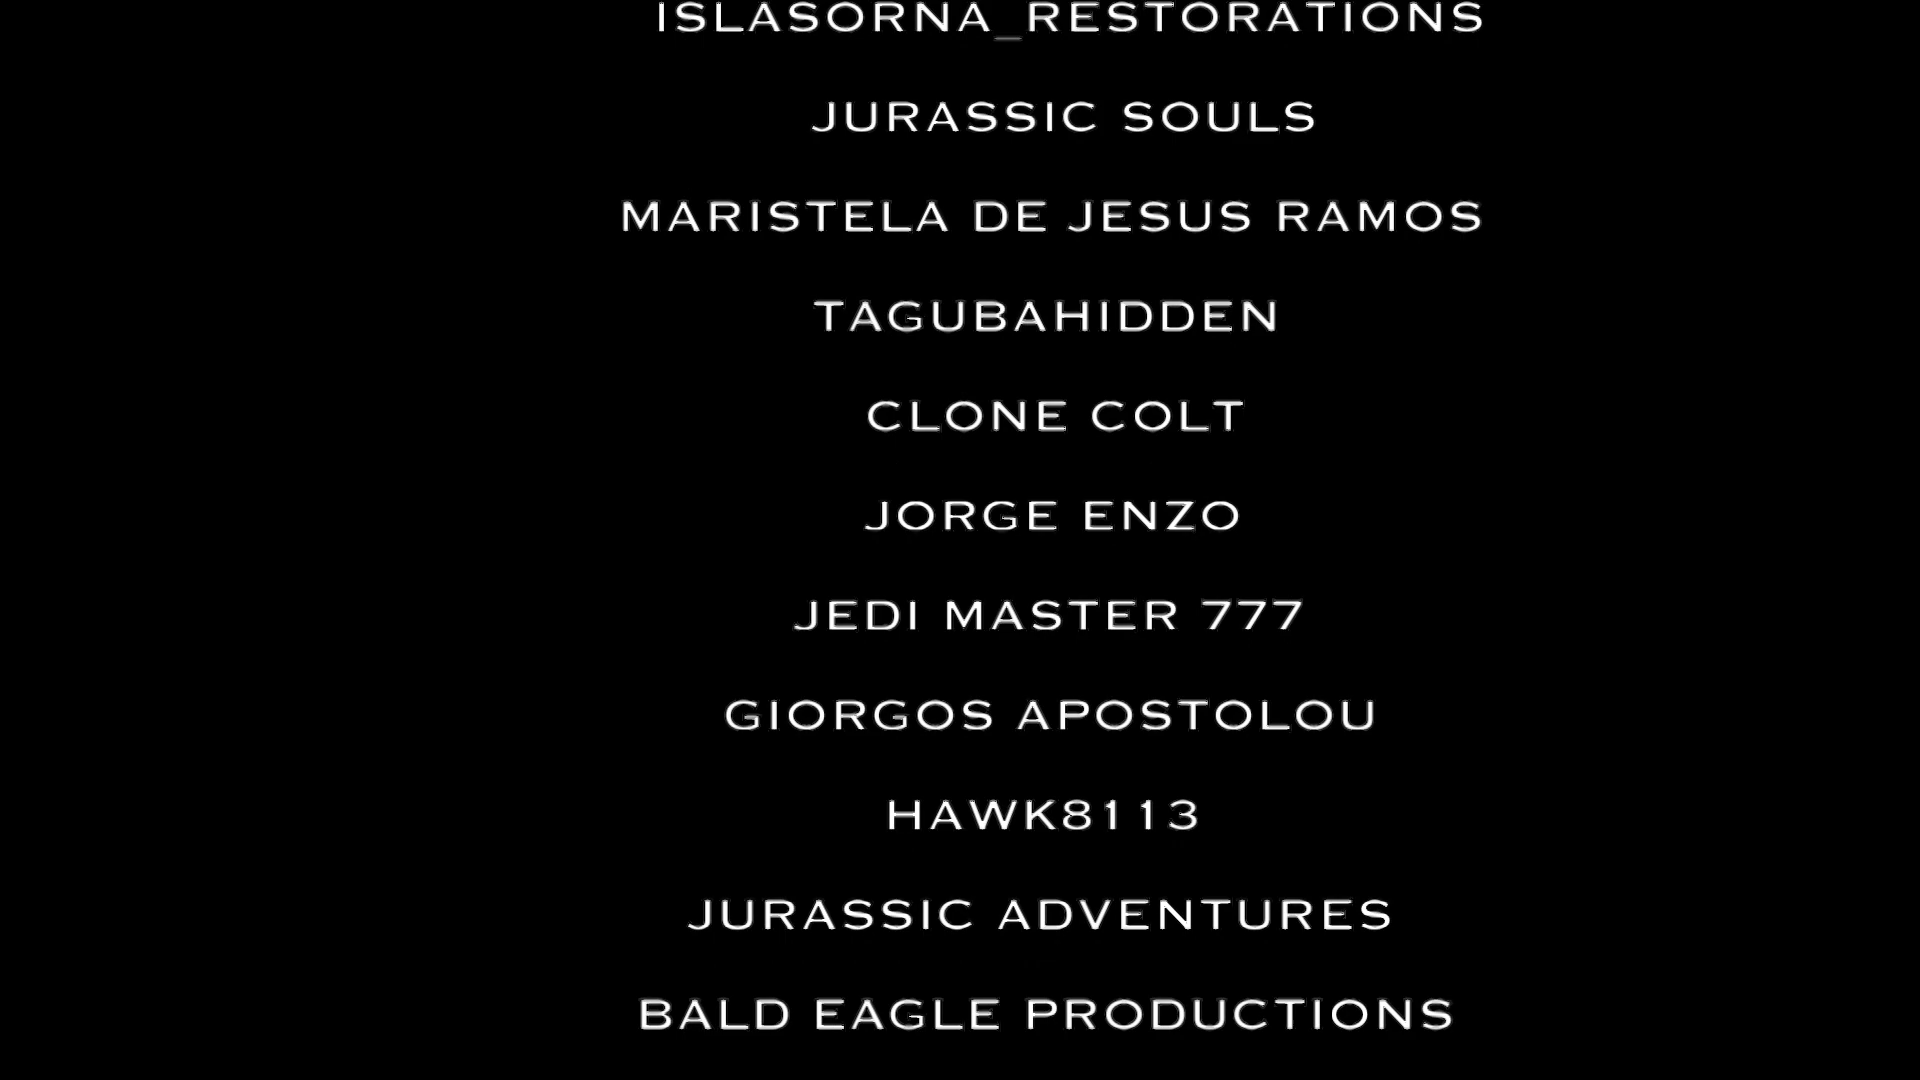 ISLASORNA_RESTORATIONS
JURASSIC SOULS
MARISTELA DE JESUS RAMOS
TAGUBAHIDDEN
CLONE COLT
JORGE ENZO
JEDI MASTER 777
GIORGOS APOSTOLOU
HAWK8113
JURASSIC ADVENTURES
BALD EAGLE PRODUCTIONS